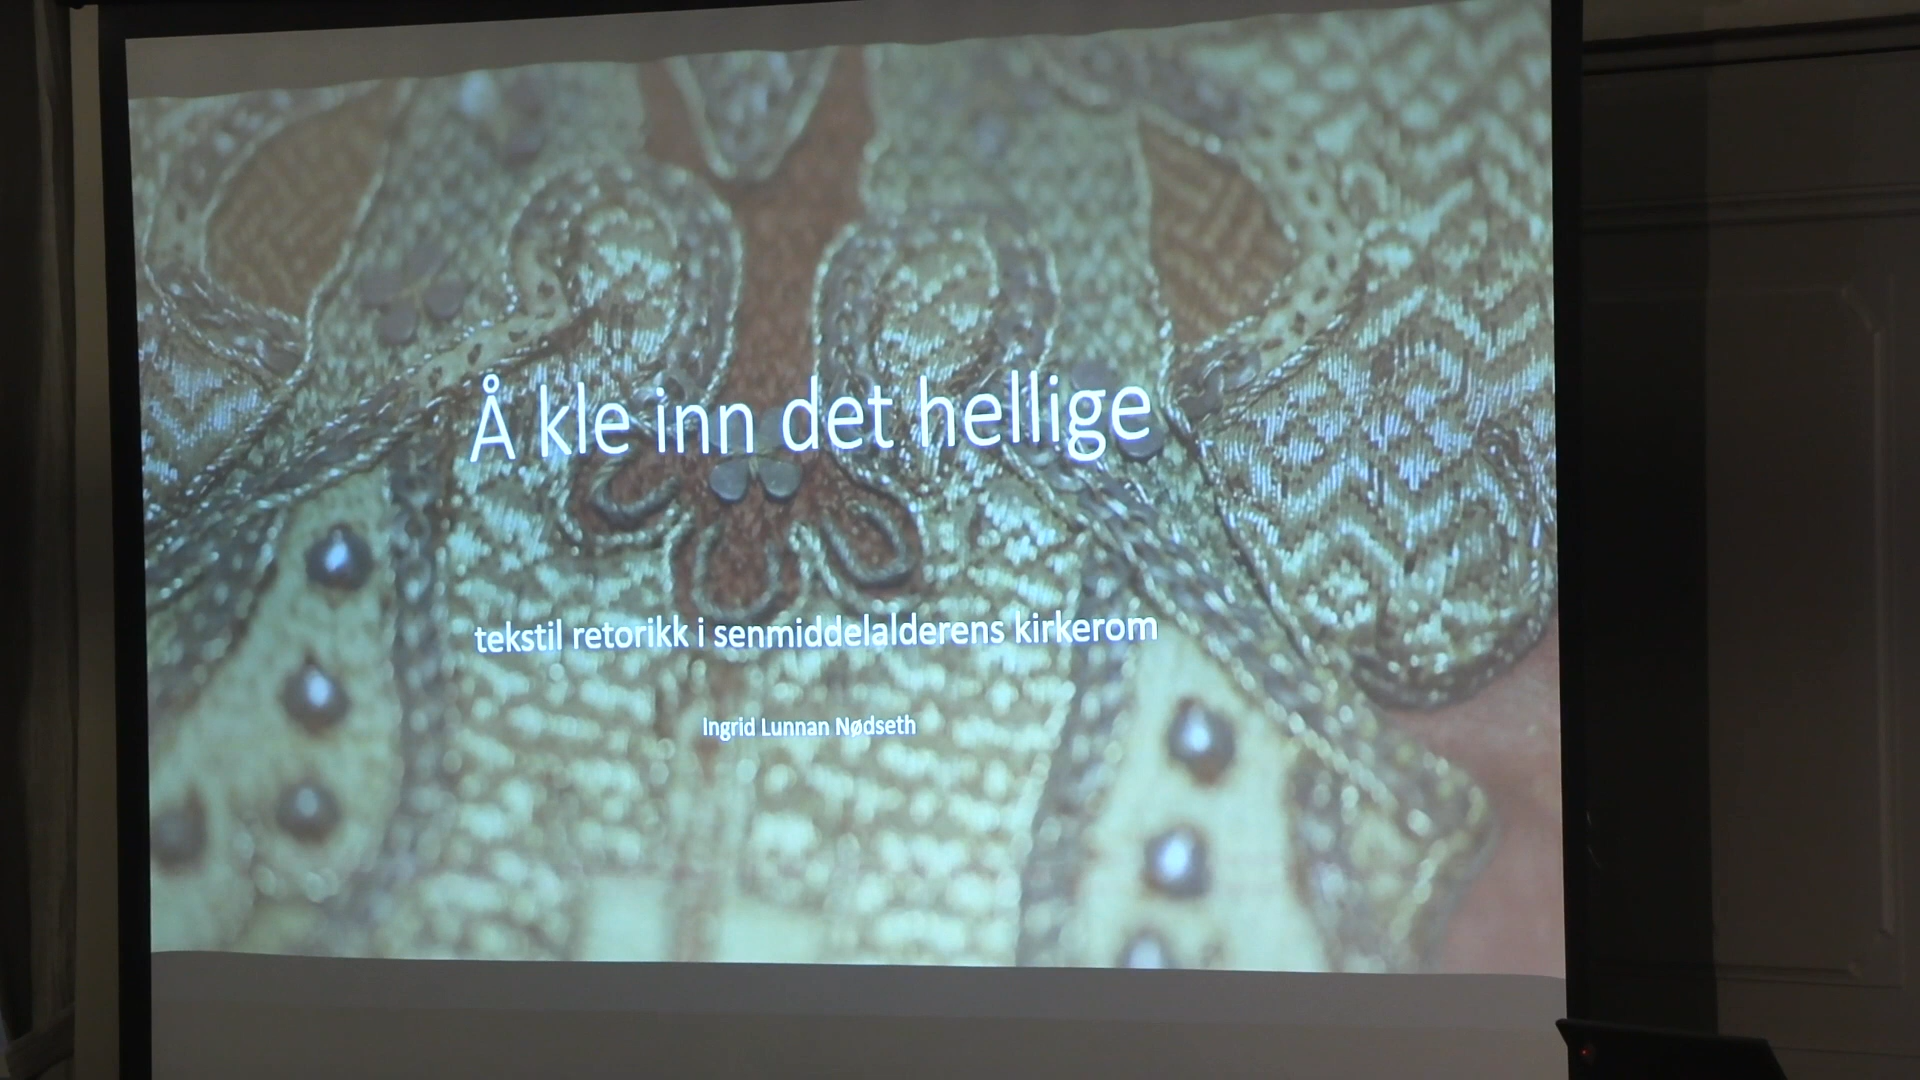 Å kle inn det hellige
tekstil retorikk i senmiddelalderens kirkerom
Ingrid Lunnan Nødseth